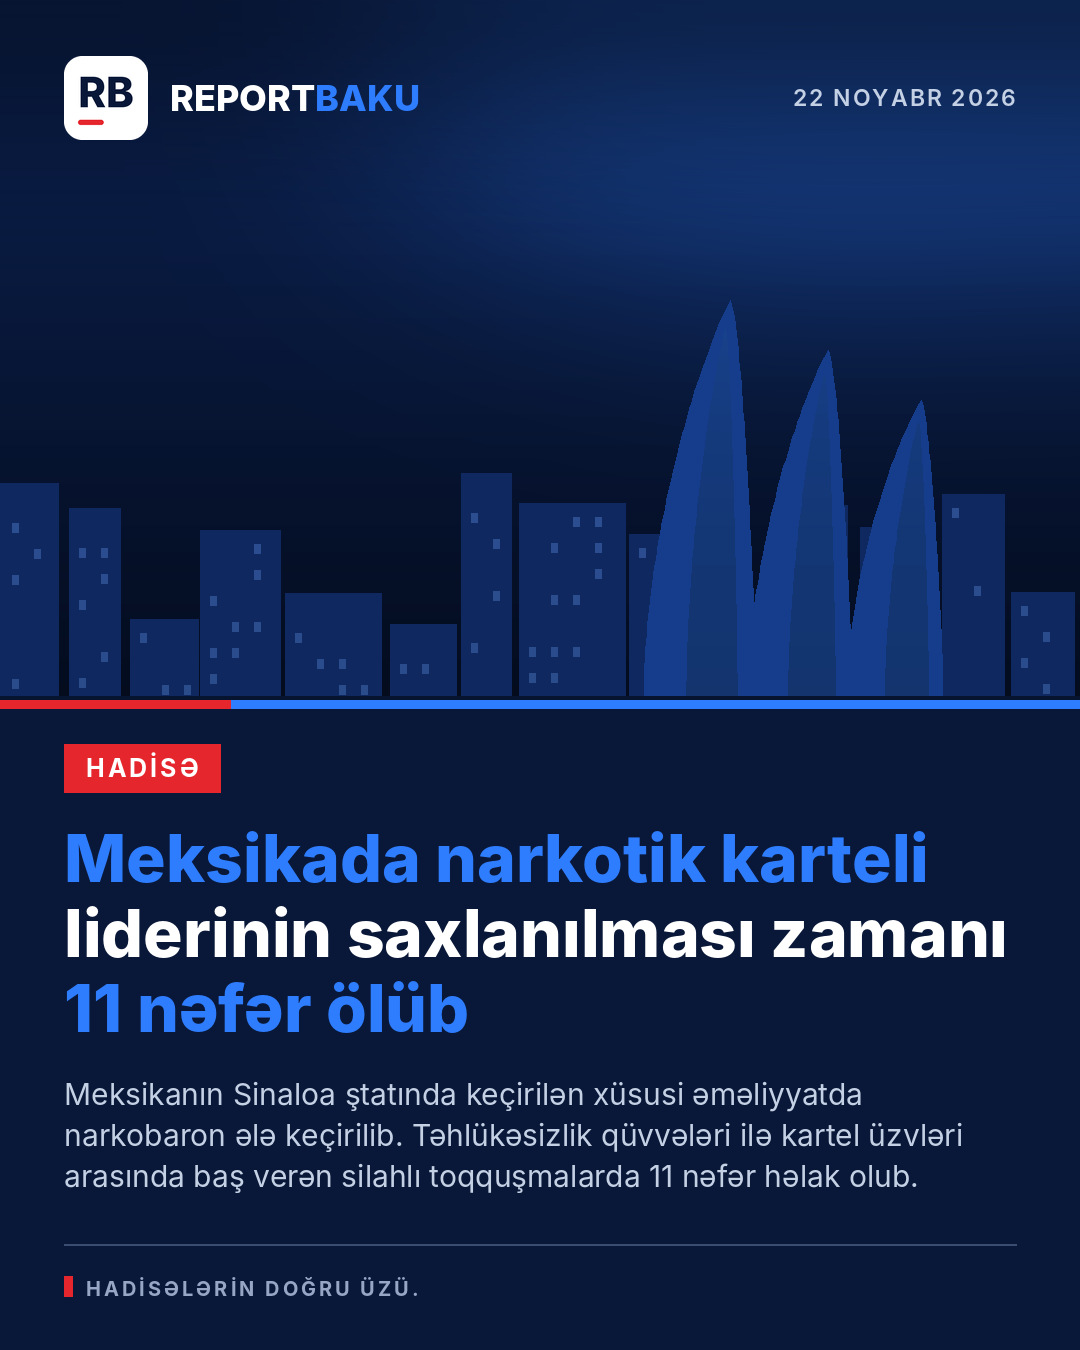 RB
REPORTBAKU
22 NOYABR 2026
HADİSƏ
Meksikada narkotik karteli
liderinin saxlanılması zamanı
11 nəfər ölüb
Meksikanın Sinaloa ştatında keçirilən xüsusi əməliyyatda
narkobaron ələ keçirilib. Təhlükəsizlik qüvvələri ilə kartel üzvləri
arasında baş verən silahlı toqquşmalarda 11 nəfər həlak olub.
HADİSƏLƏRİN DOĞRU ÜZÜ.